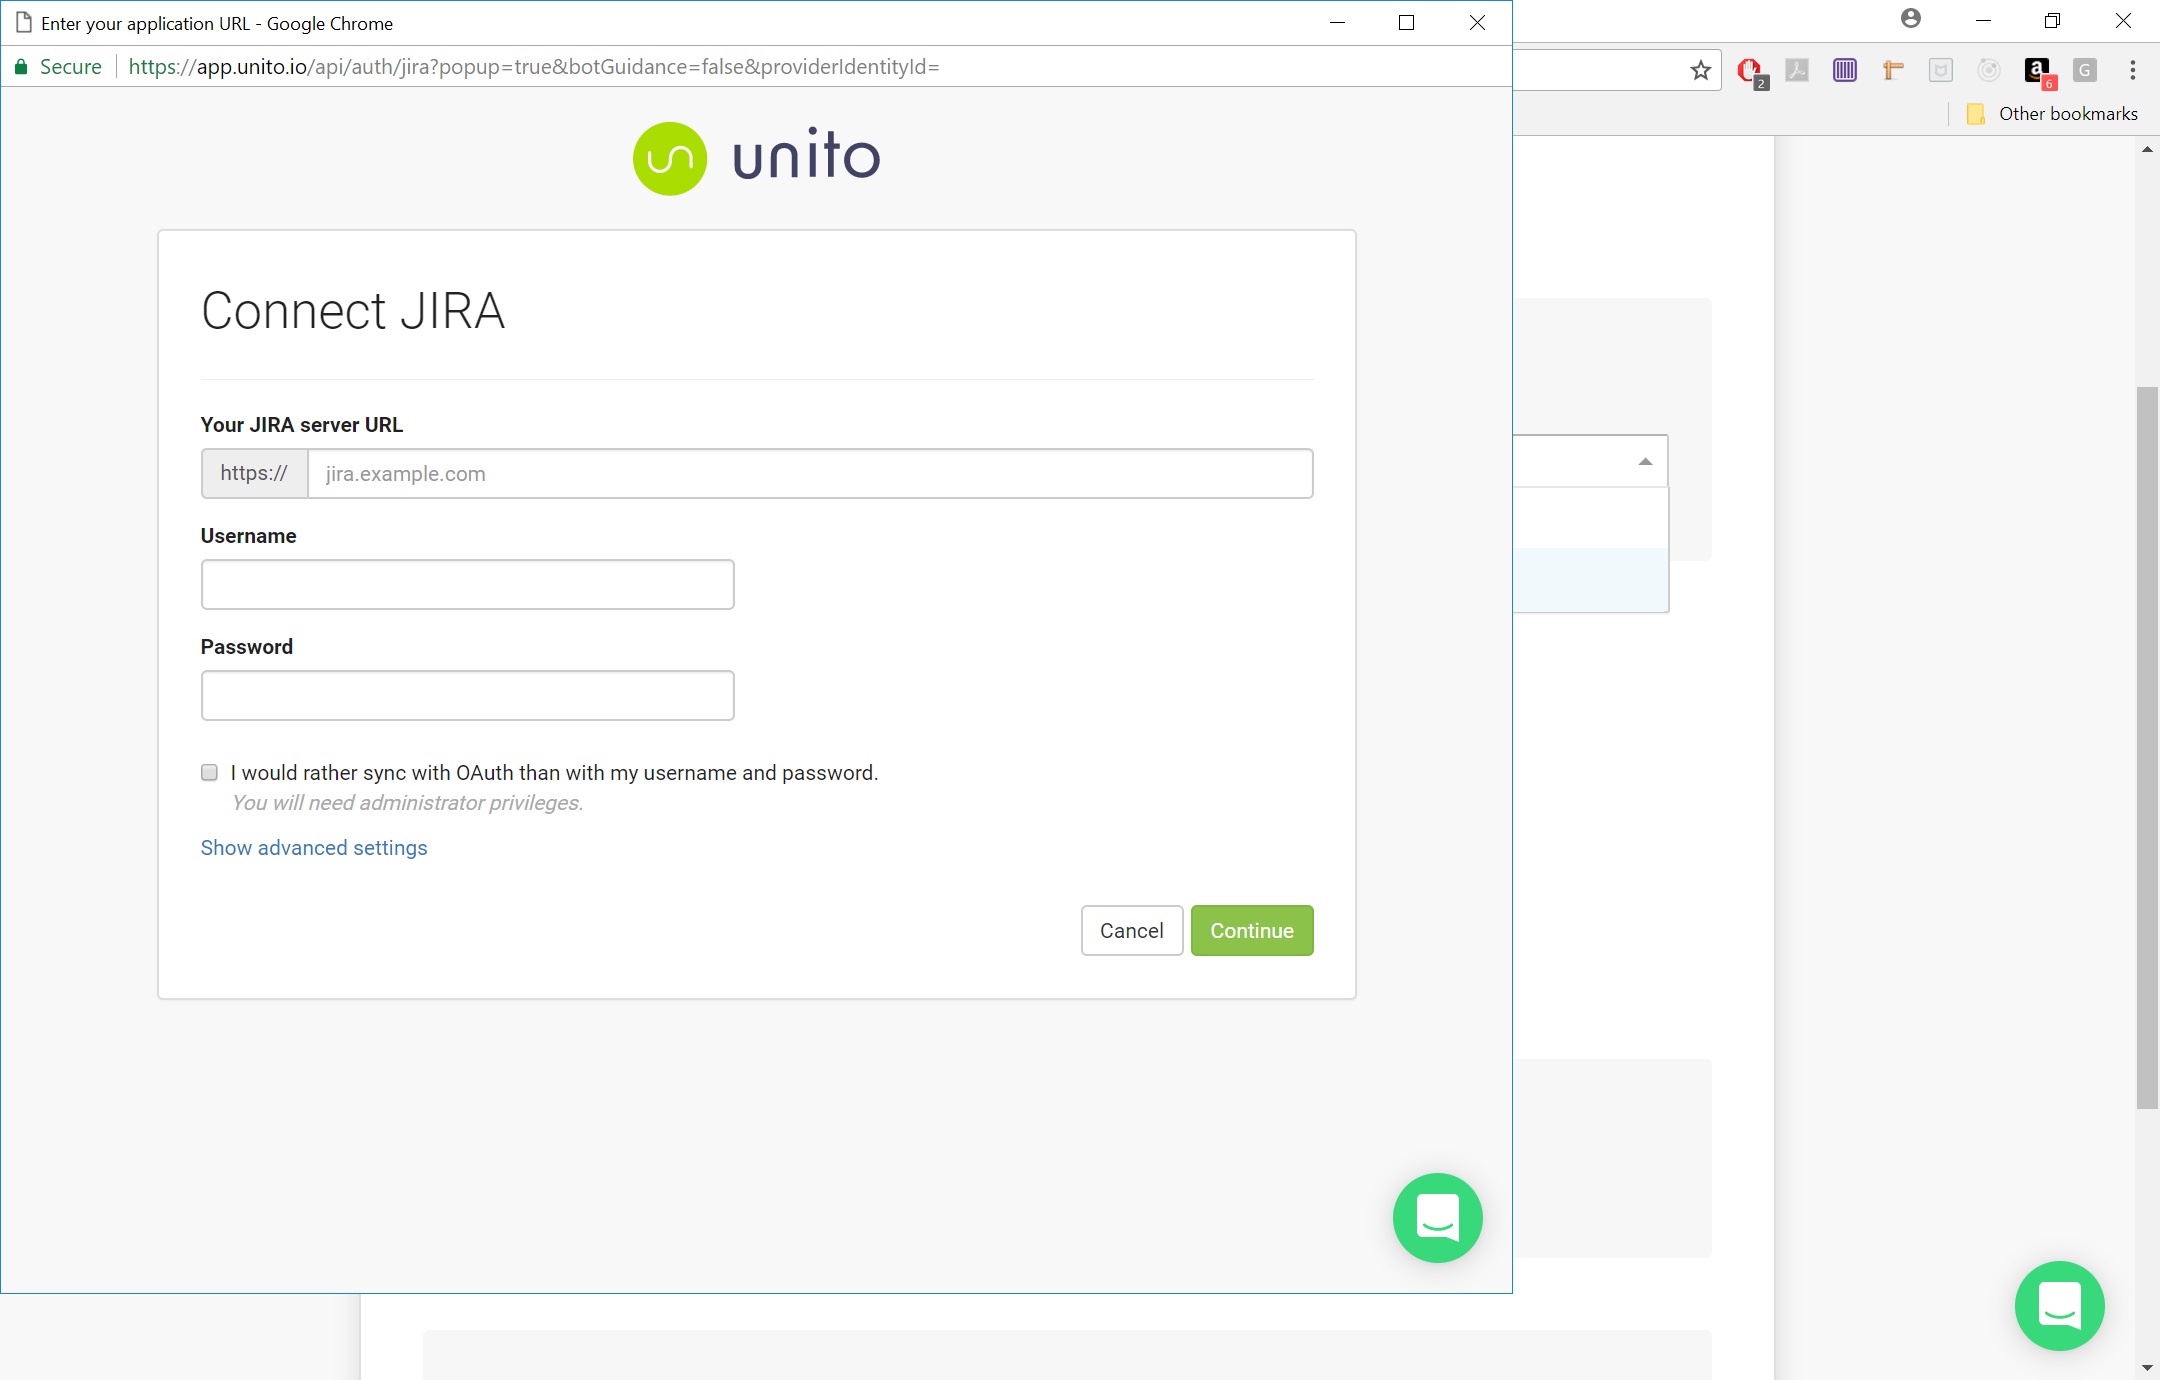 Enter your application URL - Google Chrome
Secure https://app.unito.io/api/auth/jira?popup=true&botGuidance=false&providerIdentityId=
2
a
6
G
Other bookmarks
unito
Connect JIRA
Your JIRA server URL
https:// jira.example.com
Username
Password
I would rather sync with OAuth than with my username and password.
You will need administrator privileges.
Show advanced settings
Cancel Continue